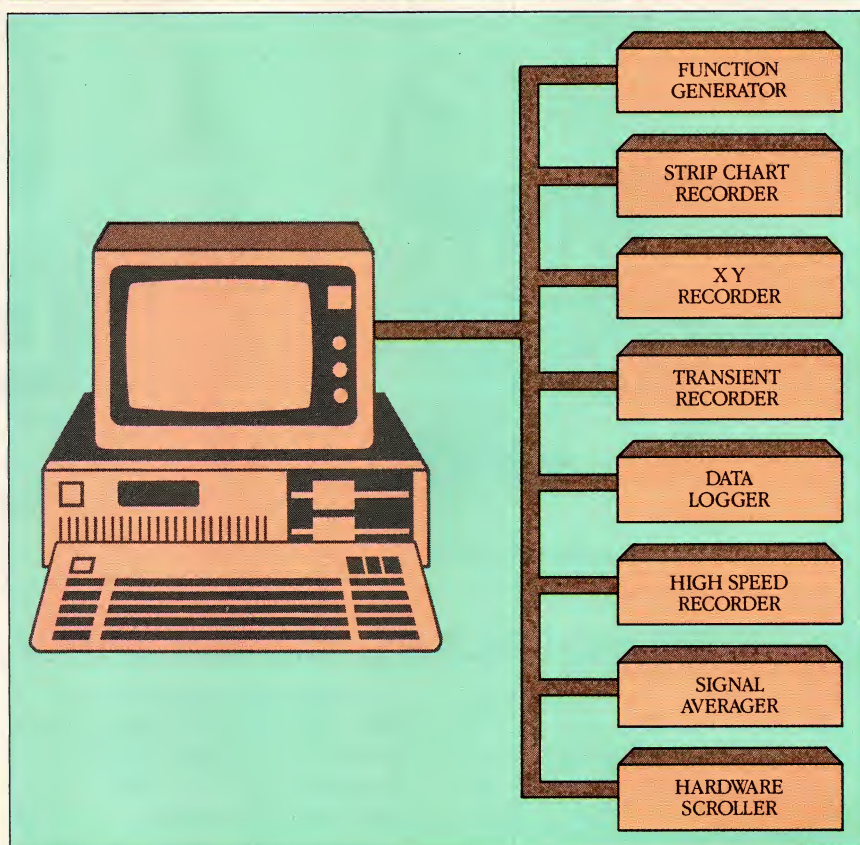 FUNCTION
GENERATOR
STRIP CHART
RECORDER
X Y
RECORDER
TRANSIENT
RECORDER
DATA
LOGGER
HIGH SPEED
RECORDER
SIGNAL
AVERAGER
HARDWARE
SCROLLER